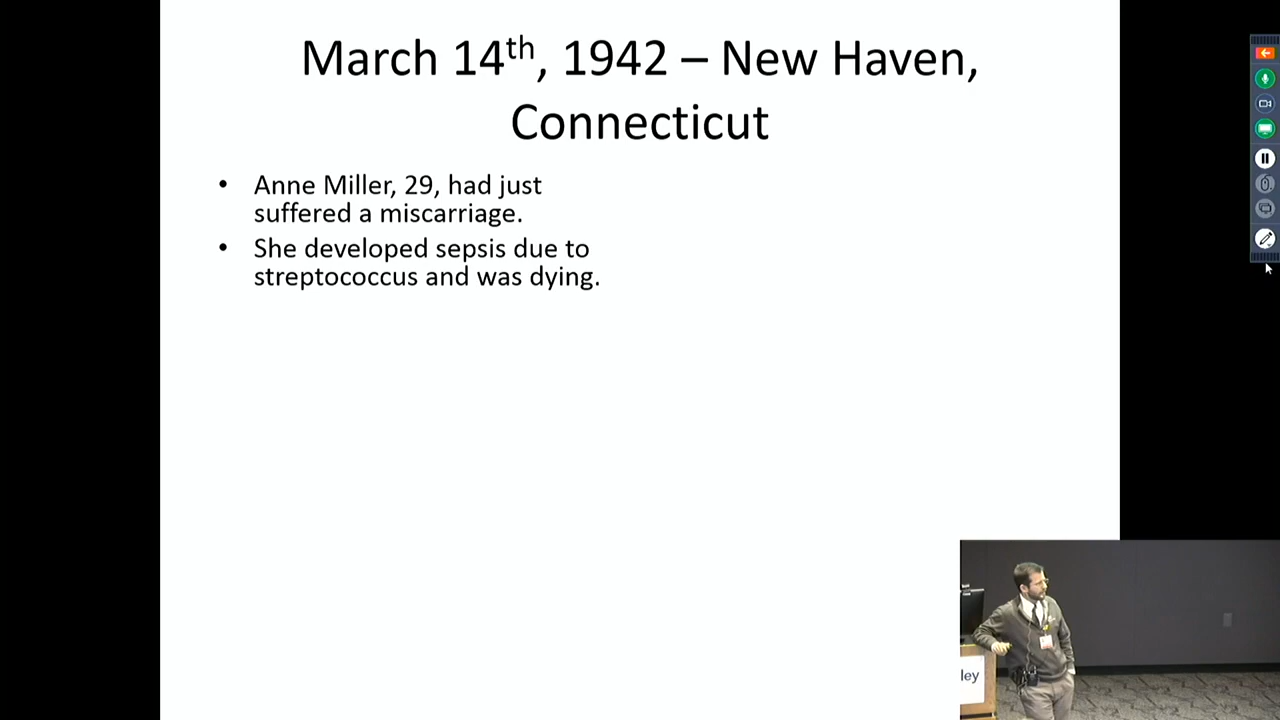 March 14th, 1942 – New Haven,
Connecticut
• Anne Miller, 29, had just
suffered a miscarriage.
• She developed sepsis due to
streptococcus and was dying.
ley